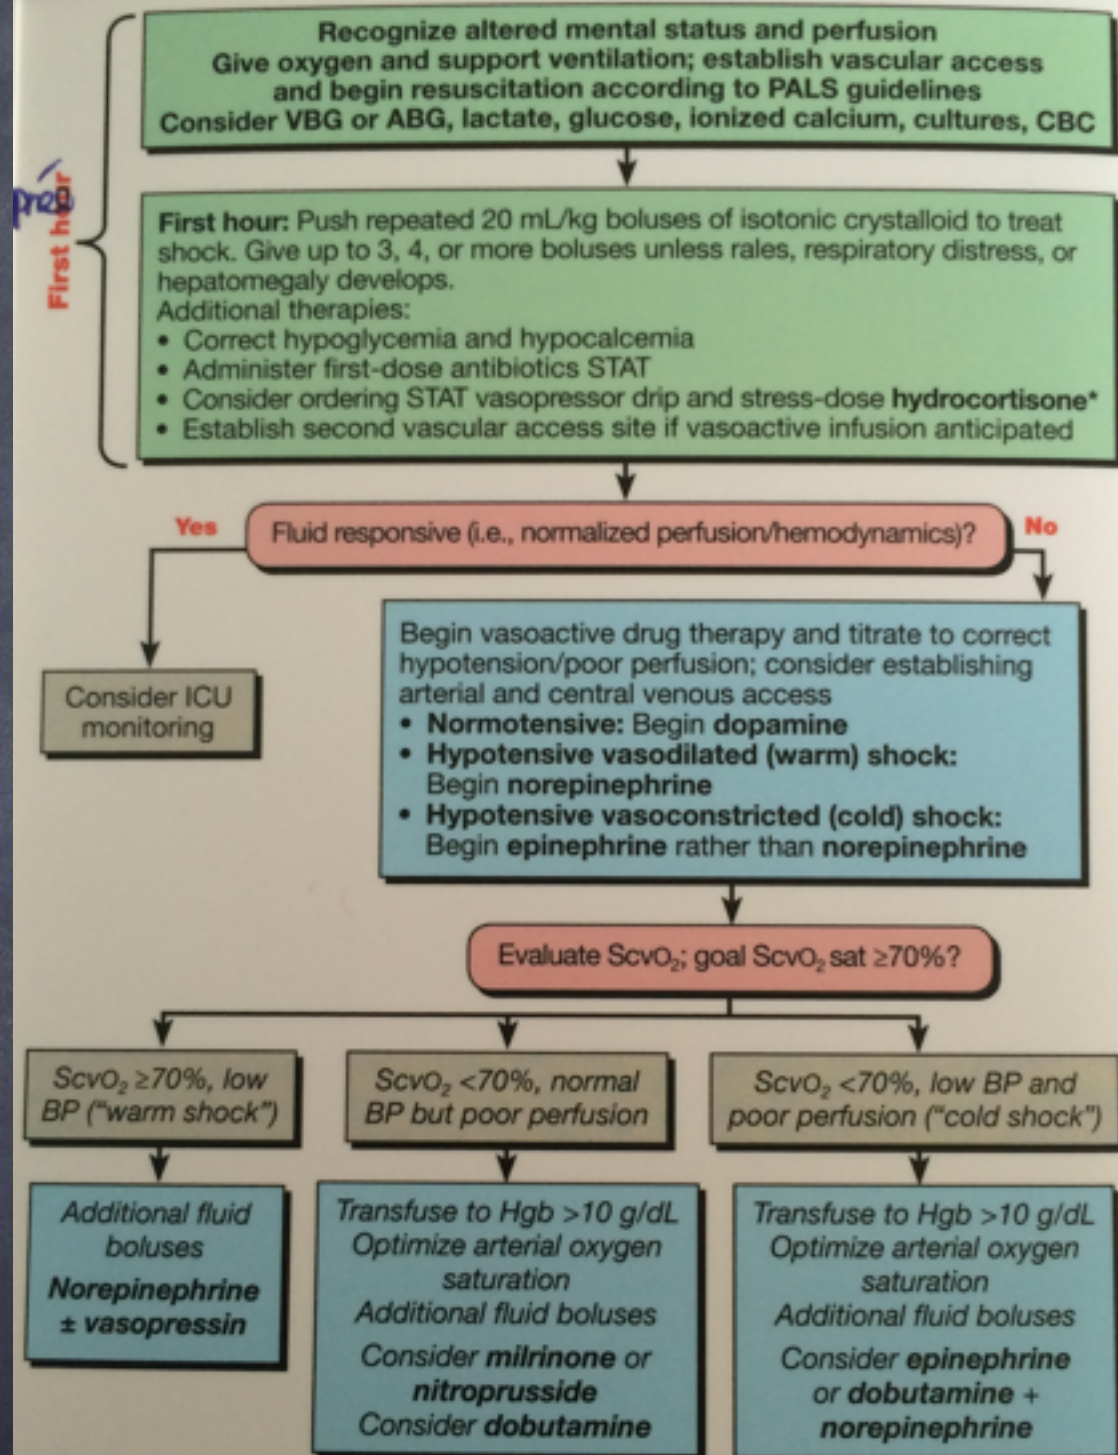 Recognize altered mental status and perfusion
Give oxygen and support ventilation; establish vascular access
and begin resuscitation according to PALS guidelines
Consider VBG or ABG, lactate, glucose, ionized calcium, cultures, CBC
First hour
First hour: Push repeated 20 mL/kg boluses of isotonic crystalloid to treat
shock. Give up to 3, 4, or more boluses unless rales, respiratory distress, or
hepatomegaly develops.
Additional therapies:
• Correct hypoglycemia and hypocalcemia
• Administer first-dose antibiotics STAT
• Consider ordering STAT vasopressor drip and stress-dose hydrocortisone*
• Establish second vascular access site if vasoactive infusion anticipated
Yes
Fluid responsive (i.e., normalized perfusion/hemodynamics)?
No
Consider ICU
monitoring
Begin vasoactive drug therapy and titrate to correct
hypotension/poor perfusion; consider establishing
arterial and central venous access
• Normotensive: Begin dopamine
• Hypotensive vasodilated (warm) shock:
Begin norepinephrine
• Hypotensive vasoconstricted (cold) shock:
Begin epinephrine rather than norepinephrine
Evaluate ScvO₂; goal ScvO₂ sat ≥70%?
ScvO₂ ≥70%, low
BP (“warm shock”)
ScvO₂ <70%, normal
BP but poor perfusion
ScvO₂ <70%, low BP and
poor perfusion (“cold shock”)
Additional fluid
boluses
Norepinephrine
± vasopressin
Transfuse to Hgb >10 g/dL
Optimize arterial oxygen
saturation
Additional fluid boluses
Consider milrinone or
nitroprusside
Consider dobutamine
Transfuse to Hgb >10 g/dL
Optimize arterial oxygen
saturation
Additional fluid boluses
Consider epinephrine
or dobutamine +
norepinephrine